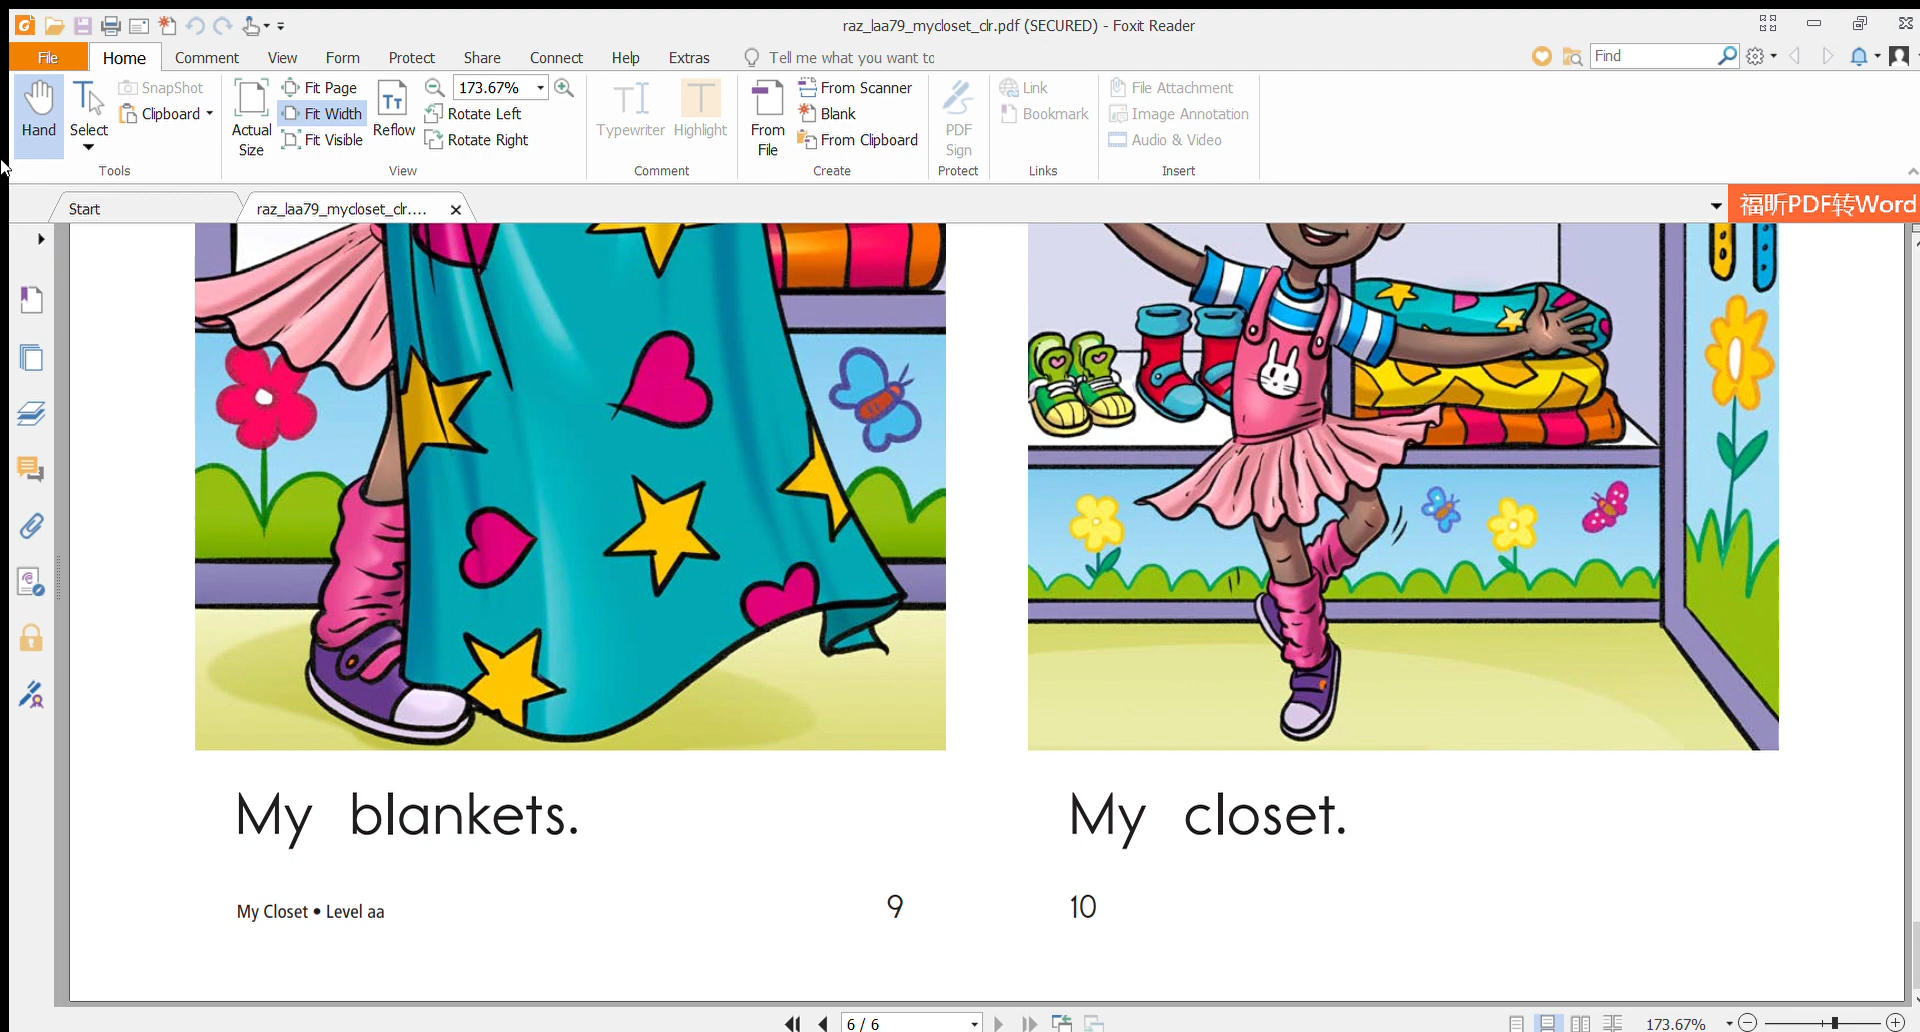 raz_laa79_mycloset_clr.pdf (SECURED) - Foxit Reader
File Home Comment View Form Protect Share Connect Help Extras Tell me what you want to Find
Hand
Select
SnapShot
Clipboard
Tools
Actual Size
Fit Page
Fit Width
Fit Visible
Reflow
173.67%
Rotate Left
Rotate Right
View
Typewriter
Highlight
Comment
From File
From Scanner
Blank
From Clipboard
Create
PDF Sign
Protect
Link
Bookmark
Links
File Attachment
Image Annotation
Audio & Video
Insert
Start
raz_laa79_mycloset_clr....
福昕PDF转Word
My blankets.
My closet.
My Closet • Level aa
9
10
6 / 6
173.67%